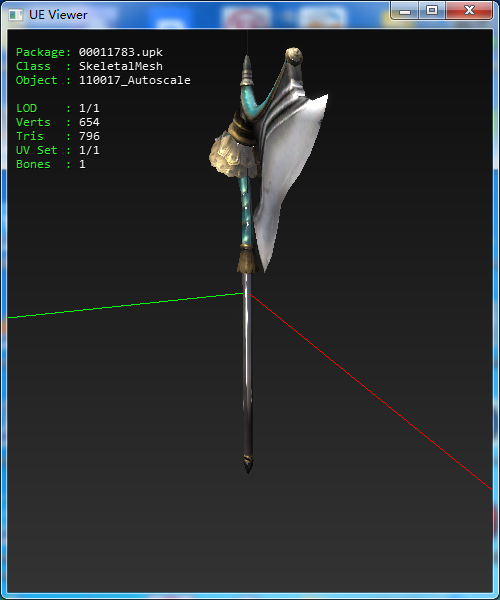 UE Viewer
Package: 00011783.upk
Class  : SkeletalMesh
Object : 110017_Autoscale
LOD    : 1/1
Verts  : 654
Tris   : 796
UV Set : 1/1
Bones  : 1